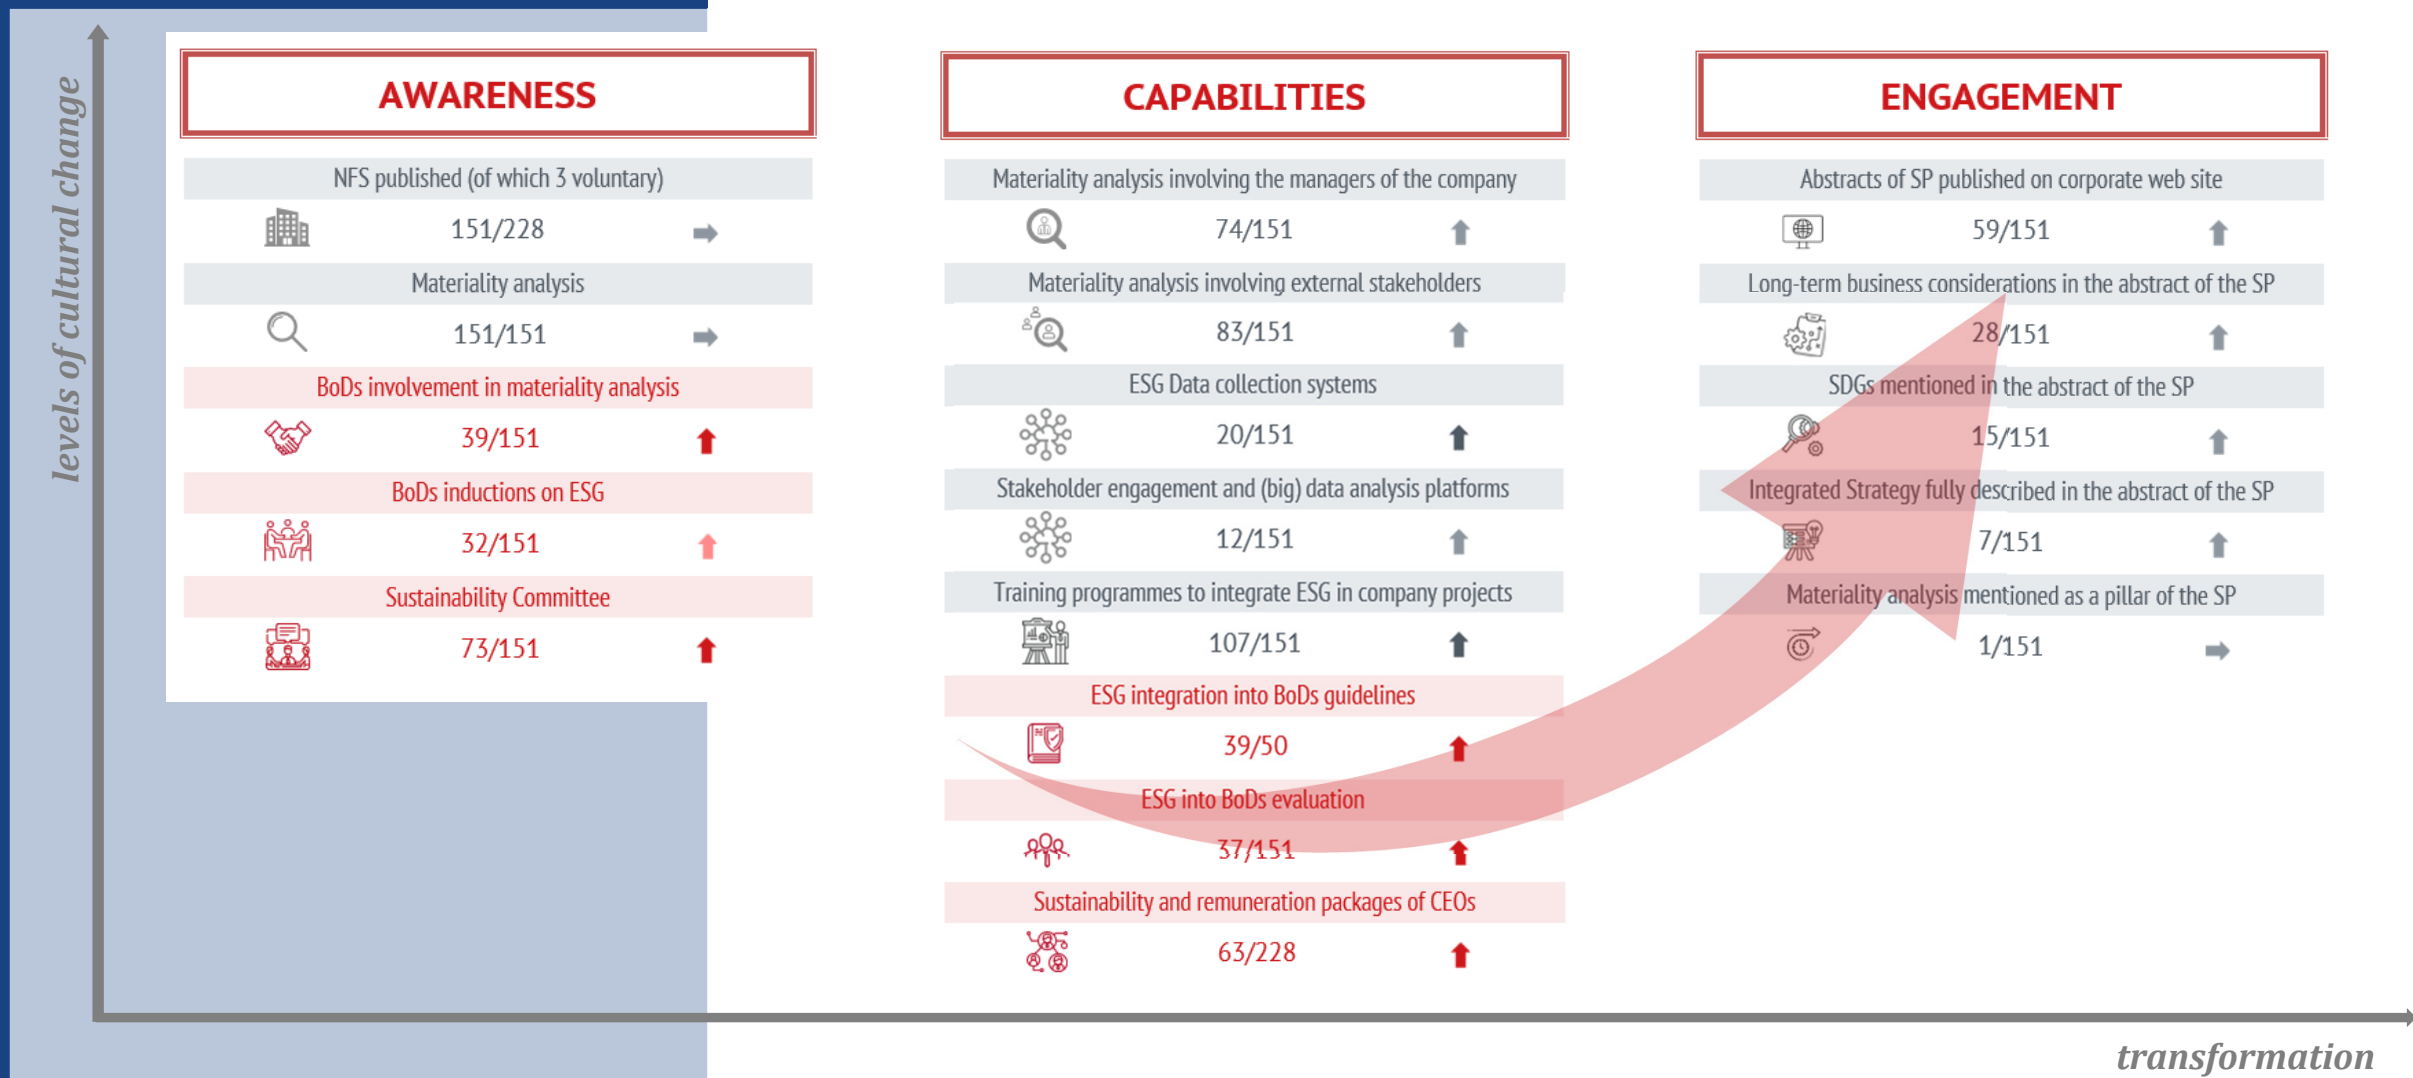 levels of cultural change
AWARENESS
NFS published (of which 3 voluntary)
151/228
Materiality analysis
151/151
BoDs involvement in materiality analysis
39/151
BoDs inductions on ESG
32/151
Sustainability Committee
73/151
CAPABILITIES
Materiality analysis involving the managers of the company
74/151
Materiality analysis involving external stakeholders
83/151
ESG Data collection systems
20/151
Stakeholder engagement and (big) data analysis platforms
12/151
Training programmes to integrate ESG in company projects
107/151
ESG integration into BoDs guidelines
39/50
ESG into BoDs evaluation
37/151
Sustainability and remuneration packages of CEOs
63/228
ENGAGEMENT
Abstracts of SP published on corporate web site
59/151
Long-term business considerations in the abstract of the SP
28/151
SDGs mentioned in the abstract of the SP
15/151
Integrated Strategy fully described in the abstract of the SP
7/151
Materiality analysis mentioned as a pillar of the SP
1/151
transformation